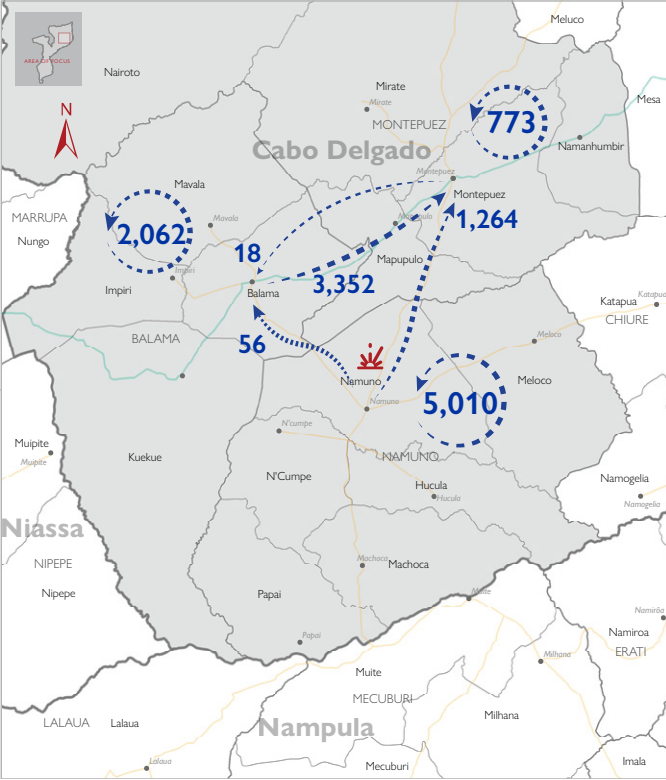 Meluco
AREA OF FOCUS
Nairoto
Mirate
Mirate
Mesa
N
MONTEPUEZ
773
Namanhumbir
Cabo Delgado
Montepuez
Mavala
Montepuez
MARRUPA
Mavala
Mapupulo
1,264
Nungo
2,062
18
Mapupulo
Impiri
3,352
Impiri
Balama
Katapua
Katapua
CHIURE
BALAMA
56
Meloco
Namuno
Meloco
5,010
Namuno
N'cumpe
Muipite
Kuekue
NAMUNO
Muipite
N'Cumpe
Hucula
Namogelia
Hucula
Namogelia
Niassa
Machoca
NIPEPE
Machoca
Nipepe
Papai
Muite
Namirôa
Papai
Namiroa
ERATI
Milhana
Muite
MECUBURI
LALAUA
Lalaua
Milhana
Nampula
Lalaua
Mecuburi
Imala